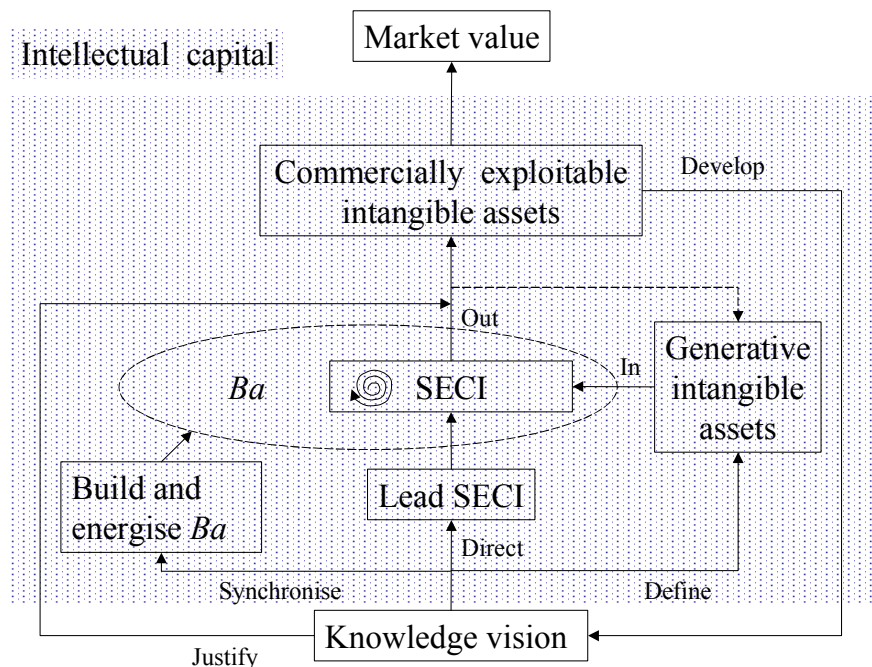 Market value
Intellectual capital
Commercially exploitable
intangible assets
Develop
Out
Generative
intangible
assets
In
Ba
SECI
Build and
energise Ba
Lead SECI
Direct
Synchronise
Define
Knowledge vision
Justify